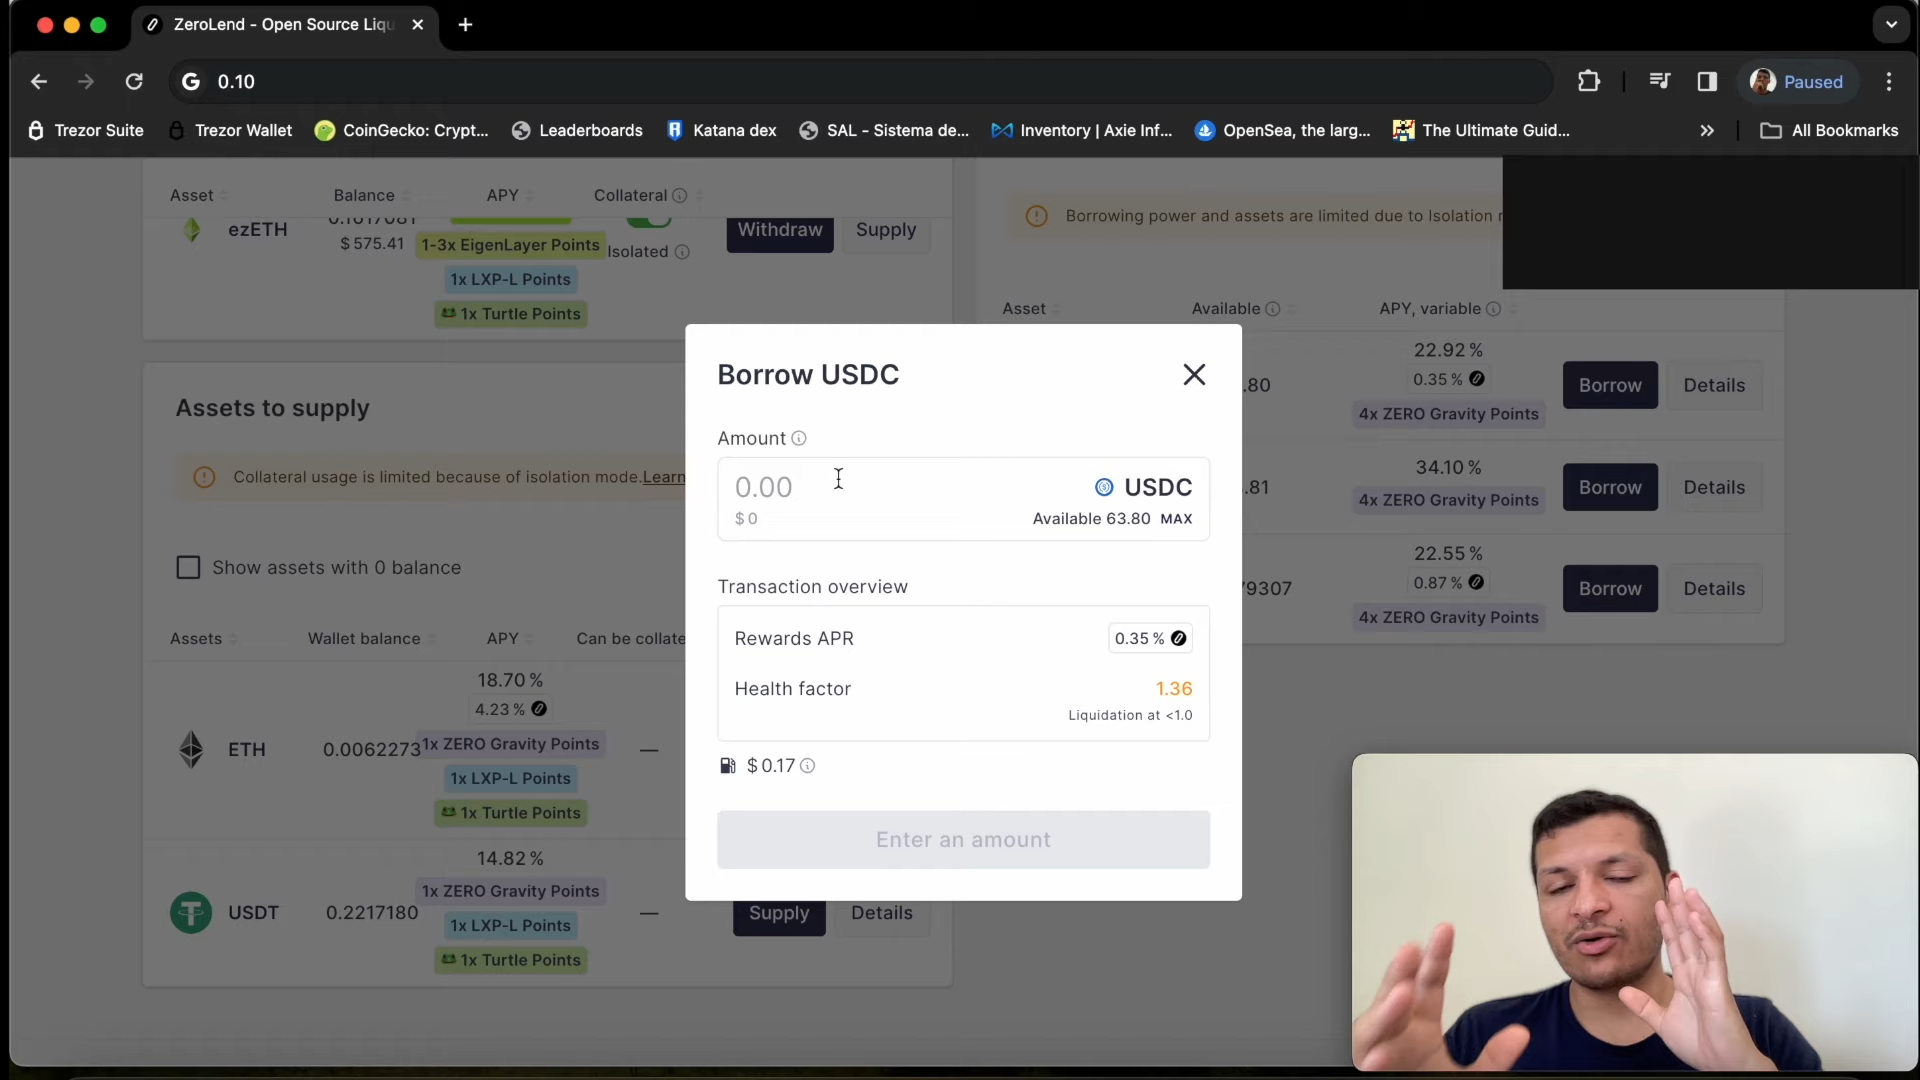 ZeroLend - Open Source Liqu
0.10
Paused
Trezor Suite
Trezor Wallet
CoinGecko: Crypt...
Leaderboards
Katana dex
SAL - Sistema de...
Inventory | Axie Inf...
OpenSea, the larg...
The Ultimate Guid...
All Bookmarks
Asset Balance APY Collateral
ezETH
$ 575.41
1-3x EigenLayer Points
Isolated
1x LXP-L Points
1x Turtle Points
Withdraw
Supply
Borrowing power and assets are limited due to Isolation
Asset Available APY, variable
.80
22.92 %
0.35 %
4x ZERO Gravity Points
Borrow
Details
.81
34.10 %
4x ZERO Gravity Points
Borrow
Details
79307
22.55 %
0.87 %
4x ZERO Gravity Points
Borrow
Details
Assets to supply
Collateral usage is limited because of isolation mode. Learn
Show assets with 0 balance
Assets Wallet balance APY Can be collate
ETH
0.0062273
18.70 %
4.23 %
1x ZERO Gravity Points
1x LXP-L Points
1x Turtle Points
—
USDT
0.2217180
14.82 %
1x ZERO Gravity Points
1x LXP-L Points
1x Turtle Points
—
Supply
Details
Borrow USDC
Amount
0.00
USDC
$ 0
Available 63.80 MAX
Transaction overview
Rewards APR 0.35 %
Health factor 1.36
Liquidation at <1.0
$ 0.17
Enter an amount